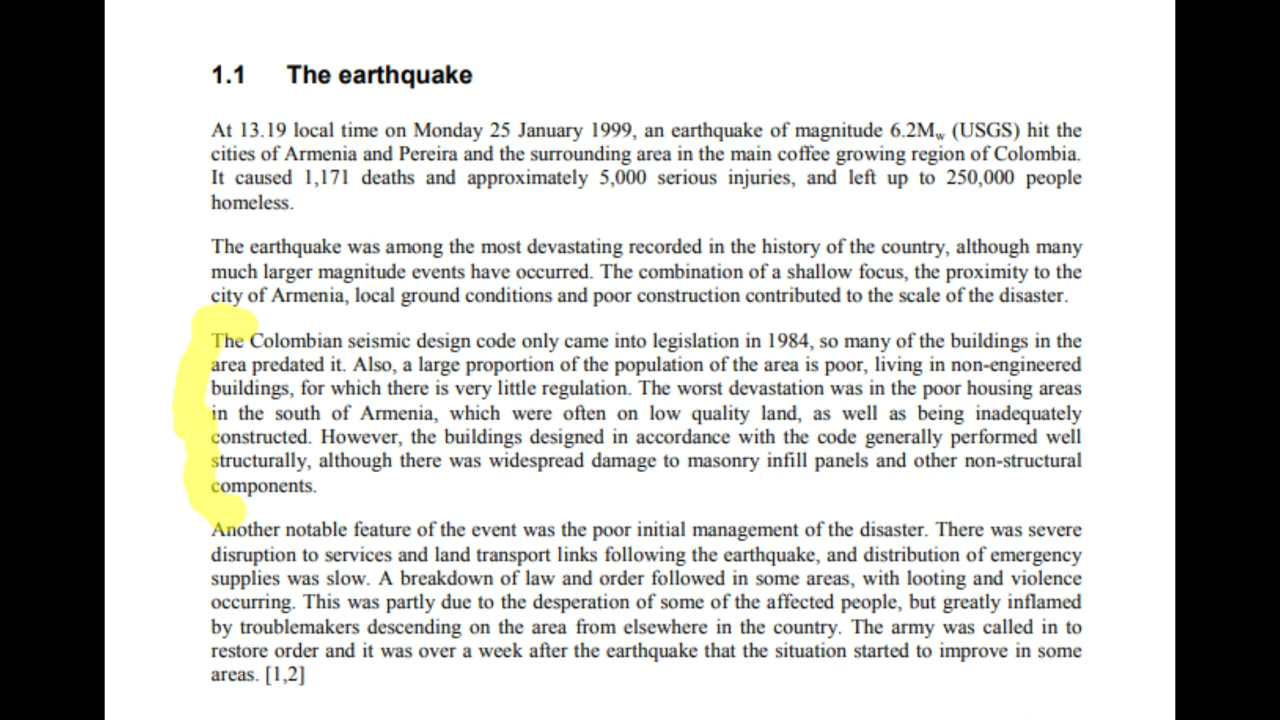 1.1 The earthquake
At 13.19 local time on Monday 25 January 1999, an earthquake of magnitude 6.2Mw (USGS) hit the
cities of Armenia and Pereira and the surrounding area in the main coffee growing region of Colombia.
It caused 1,171 deaths and approximately 5,000 serious injuries, and left up to 250,000 people
homeless.
The earthquake was among the most devastating recorded in the history of the country, although many
much larger magnitude events have occurred. The combination of a shallow focus, the proximity to the
city of Armenia, local ground conditions and poor construction contributed to the scale of the disaster.
The Colombian seismic design code only came into legislation in 1984, so many of the buildings in the
area predated it. Also, a large proportion of the population of the area is poor, living in non-engineered
buildings, for which there is very little regulation. The worst devastation was in the poor housing areas
in the south of Armenia, which were often on low quality land, as well as being inadequately
constructed. However, the buildings designed in accordance with the code generally performed well
structurally, although there was widespread damage to masonry infill panels and other non-structural
components.
Another notable feature of the event was the poor initial management of the disaster. There was severe
disruption to services and land transport links following the earthquake, and distribution of emergency
supplies was slow. A breakdown of law and order followed in some areas, with looting and violence
occurring. This was partly due to the desperation of some of the affected people, but greatly inflamed
by troublemakers descending on the area from elsewhere in the country. The army was called in to
restore order and it was over a week after the earthquake that the situation started to improve in some
areas. [1,2]